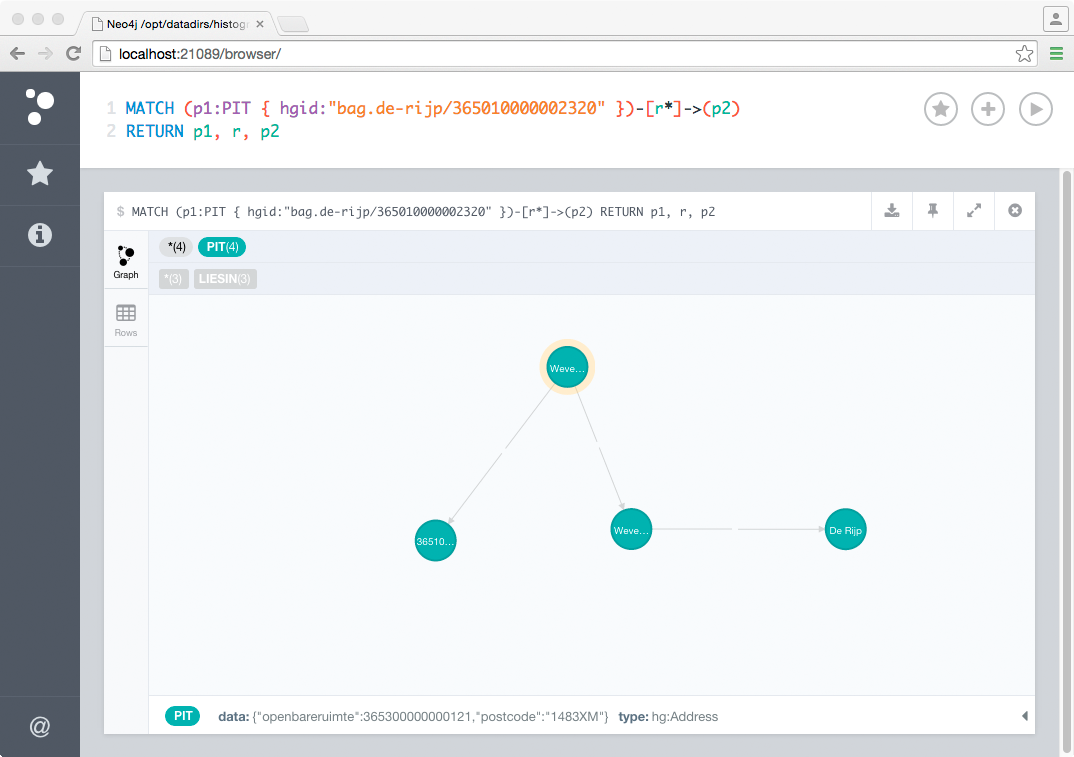 Neo4j /opt/datadirs/histogr
localhost:21089/browser/
1 MATCH (p1:PIT { hgid:"bag.de-rijp/365010000002320" })-[r*]->(p2)
2 RETURN p1, r, p2
$ MATCH (p1:PIT { hgid:"bag.de-rijp/365010000002320" })-[r*]->(p2) RETURN p1, r, p2
*(4) PIT(4)
Graph
*(3) LIESIN(3)
Rows
Weve…
36510…
Weve…
De Rijp
PIT data: {"openbareruimte":365300000000121,"postcode":"1483XM"} type: hg:Address
@